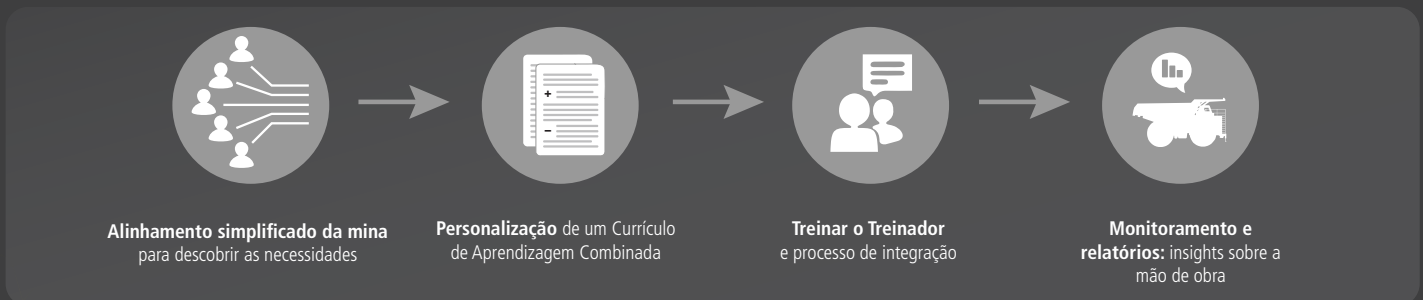 Alinhamento simplificado da mina
para descobrir as necessidades
Personalização de um Currículo
de Aprendizagem Combinada
Treinar o Treinador
e processo de integração
Monitoramento e
relatórios: insights sobre a
mão de obra